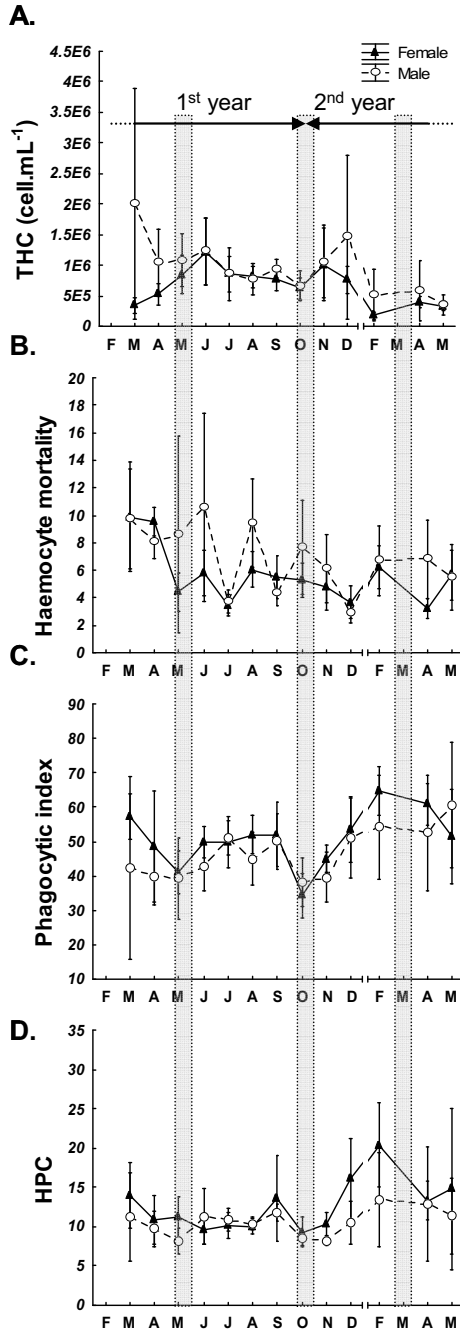 A.
4.5E6
4E6
3.5E6
3E6
2.5E6
2E6
1.5E6
1E6
5E5
THC (cell.mL⁻¹)
Female
Male
1ˢᵗ year
2ⁿᵈ year
F M A M J J A S O N D F M A M
B.
20
18
16
14
12
10
8
6
4
2
0
Haemocyte mortality
F M A M J J A S O N D F M A M
C.
90
80
70
60
50
40
30
20
10
Phagocytic index
F M A M J J A S O N D F M A M
D.
35
30
25
20
15
10
5
0
HPC
F M A M J J A S O N D F M A M